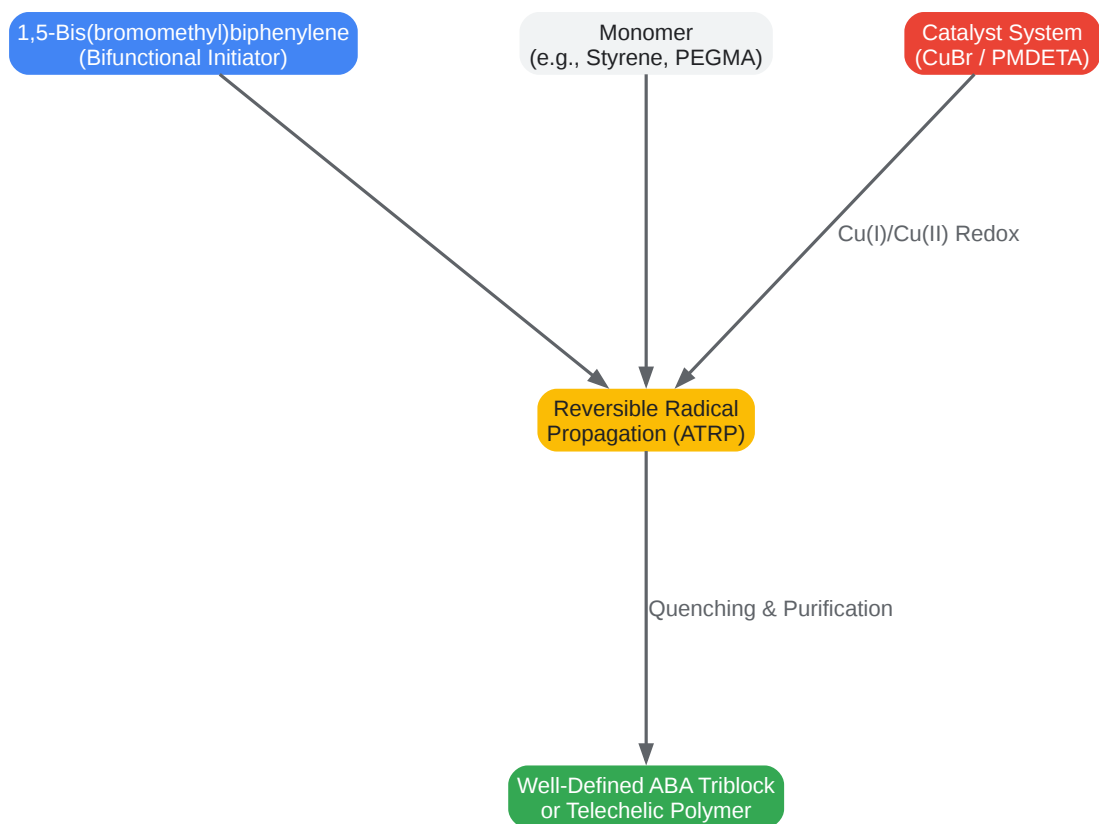 1,5-Bis(bromomethyl)biphenylene
(Bifunctional Initiator)
Monomer
(e.g., Styrene, PEGMA)
Catalyst System
(CuBr / PMDETA)
Cu(I)/Cu(II) Redox
Reversible Radical
Propagation (ATRP)
Quenching & Purification
Well-Defined ABA Triblock
or Telechelic Polymer